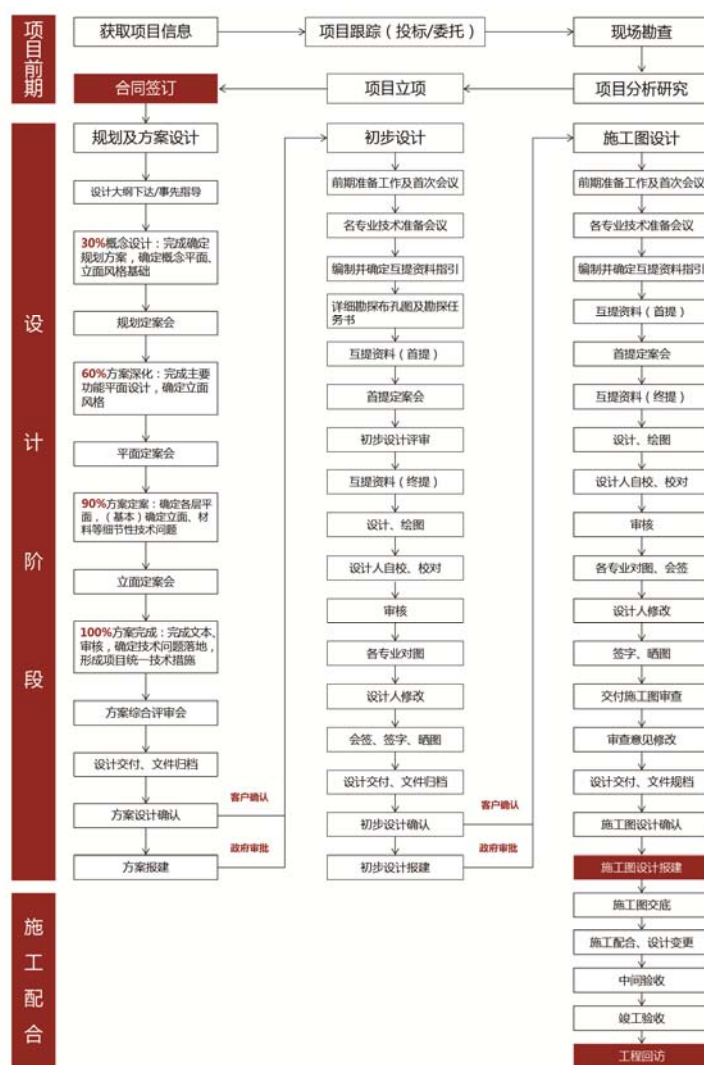 项目前期
获取项目信息
项目跟踪（投标/委托）
现场勘查
合同签订
项目立项
项目分析研究
设计阶段
规划及方案设计
设计大纲下达/事先指导
30%概念设计：完成确定
规划方案，确定概念平面、
立面风格基础
规划定案会
60%方案深化：完成主要
功能平面设计，确定立面
风格
平面定案会
90%方案定案：确定各层平
面，（基本）确定立面、材
料等细节性技术问题
立面定案会
100%方案完成：完成文本、
审核，确定技术问题落地，
形成项目统一技术措施
方案综合评审会
设计交付、文件归档
方案设计确认
方案报建
客户确认
政府审批
初步设计
前期准备工作及首次会议
名专业技术准备会议
编制并确定互提资料指引
详细勘探布孔图及勘探任
务书
互提资料（首提）
首提定案会
初步设计评审
互提资料（终提）
设计、绘图
设计人自校、校对
审核
各专业对图
设计人修改
会签、签字、晒图
设计交付、文件归档
初步设计确认
初步设计报建
客户确认
政府审批
施工图设计
前期准备工作及首次会议
各专业技术准备会议
编制并确定互提资料指引
互提资料（首提）
首提定案会
互提资料（终提）
设计、绘图
设计人自校、校对
审核
各专业对图、会签
设计人修改
签字、晒图
交付施工图审查
审查意见修改
设计交付、文件规档
施工图设计确认
施工图设计报建
施工配合
施工图交底
施工配合、设计变更
中间验收
竣工验收
工程回访